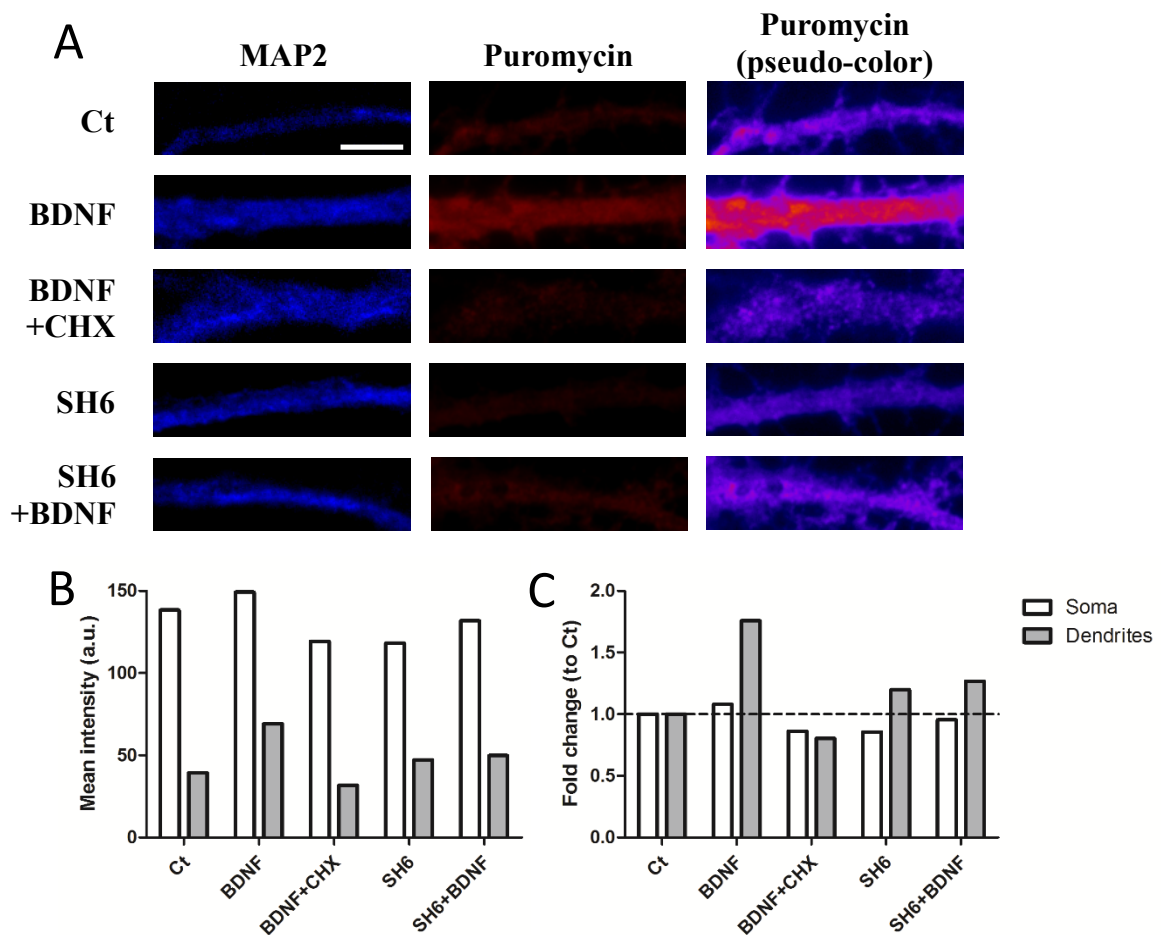 A
MAP2
Puromycin
Puromycin
(pseudo-color)
Ct
BDNF
BDNF
+CHX
SH6
SH6
+BDNF
B
Mean intensity (a.u.)
150
100
50
0
Ct
BDNF
BDNF+CHX
SH6
SH6+BDNF
C
Fold change (to Ct)
2.0
1.5
1.0
0.5
0.0
Ct
BDNF
BDNF+CHX
SH6
SH6+BDNF
Soma
Dendrites